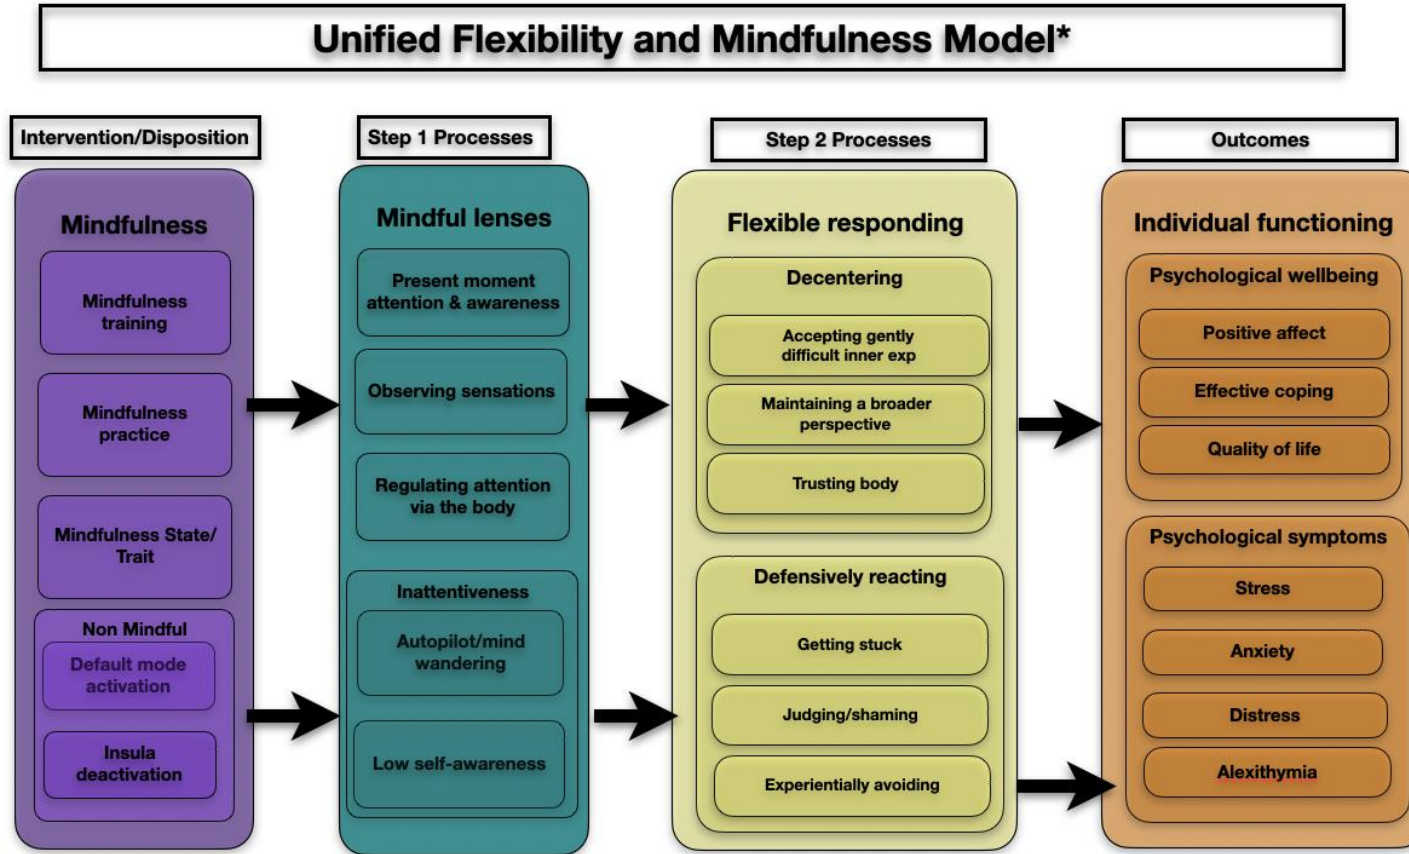 Unified Flexibility and Mindfulness Model*
Intervention/Disposition
Mindfulness
Mindfulness
training
Mindfulness
practice
Mindfulness State/
Trait
Non Mindful
Default mode
activation
Insula
deactivation
Step 1 Processes
Mindful lenses
Present moment
attention & awareness
Observing sensations
Regulating attention
via the body
Inattentiveness
Autopilot/mind
wandering
Low self-awareness
Step 2 Processes
Flexible responding
Decentering
Accepting gently
difficult inner exp
Maintaining a broader
perspective
Trusting body
Defensively reacting
Getting stuck
Judging/shaming
Experientially avoiding
Outcomes
Individual functioning
Psychological wellbeing
Positive affect
Effective coping
Quality of life
Psychological symptoms
Stress
Anxiety
Distress
Alexithymia